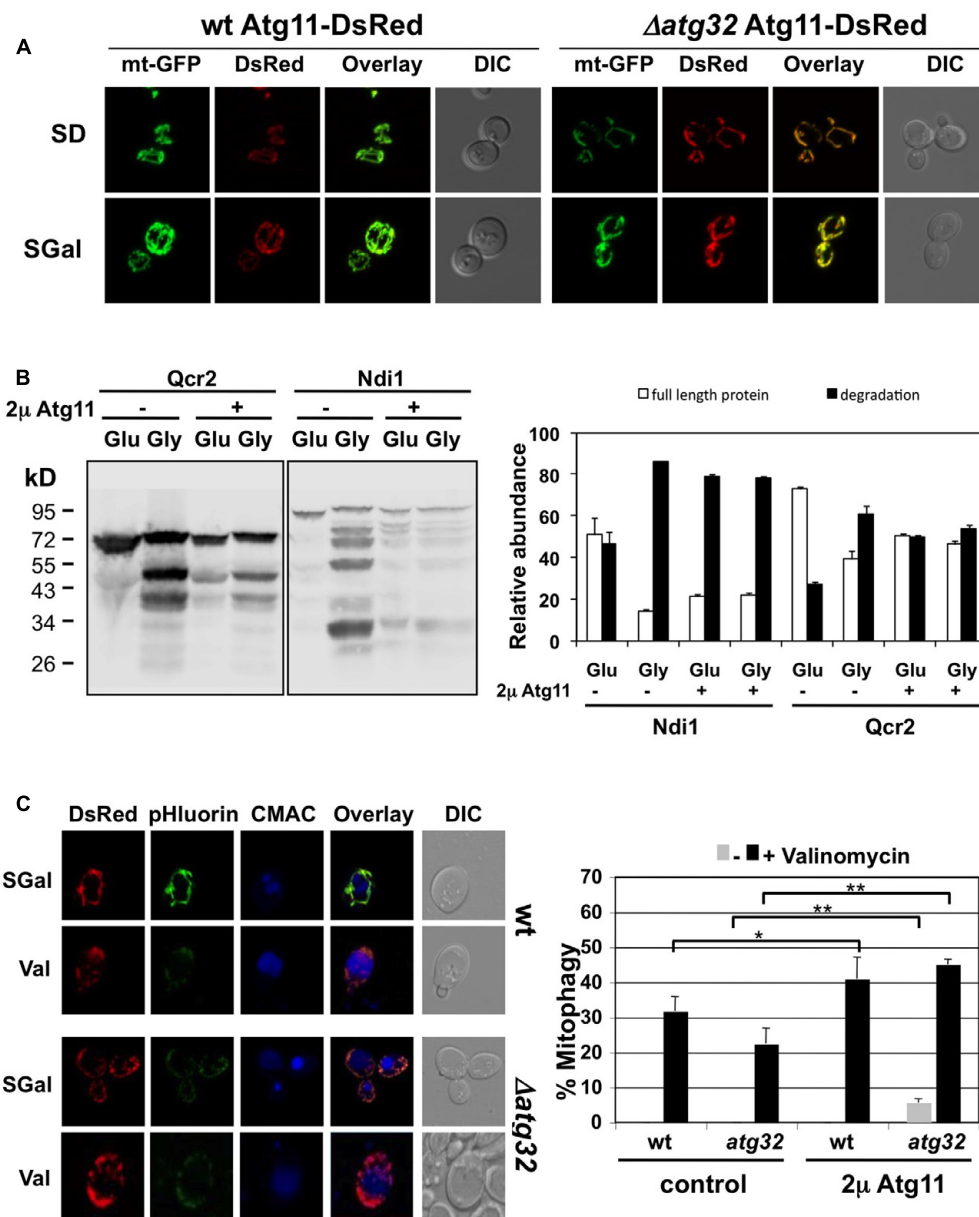 A
wt Atg11-DsRed
Δatg32 Atg11-DsRed
mt-GFP DsRed Overlay DIC
mt-GFP DsRed Overlay DIC
SD
SGal
B
Qcr2 Ndi1
2μ Atg11 - + - +
Glu Gly Glu Gly Glu Gly Glu Gly
kD
95
72
55
43
34
26
full length protein degradation
Relative abundance
100
80
60
40
20
0
Glu Gly Glu Gly Glu Gly Glu Gly
2μ Atg11 - - + + - - + +
Ndi1 Qcr2
C
DsRed pHluorin CMAC Overlay DIC
SGal
Val
wt
SGal
Val
Δatg32
- + Valinomycin
% Mitophagy
70
60
50
40
30
20
10
0
**
**
*
wt atg32 wt atg32
control 2μ Atg11